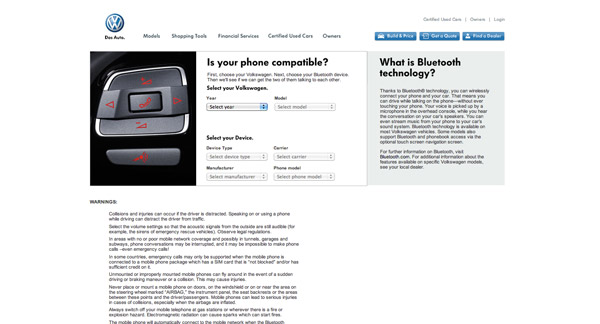 Certified Used Cars | Owners | Login
Das Auto.
Models Shopping Tools Financial Services Certified Used Cars Owners
Build & Price Get a Quote Find a Dealer
Is your phone compatible?
First, choose your Volkswagen. Next, choose your Bluetooth device.
Then we'll see if we can get the two of them talking to each other.
Select your Volkswagen.
Year Model
Select year Select model
Select your Device.
Device Type Carrier
Select device type Select carrier
Manufacturer Phone model
Select manufacturer Select phone model
What is Bluetooth
technology?
Thanks to Bluetooth® technology, you can wirelessly
connect your phone and your car. That means you
can drive while talking on the phone—without ever
touching your phone. Your voice is picked up by a
microphone in the overhead console, while you hear
the conversation on your car's speakers. You can
even stream music from your phone to your car's
sound system. Bluetooth technology is available on
most Volkswagen vehicles. Some models also
support Bluetooth and phonebook access via the
optional touch screen navigation screen.
For further information on Bluetooth, visit
Bluetooth.com. For additional information about the
features available on specific Volkswagen models,
see your local dealer.
WARNINGS:
Collisions and injuries can occur if the driver is distracted. Speaking on or using a phone
while driving can distract the driver from traffic.
Select the volume settings so that the acoustic signals from the outside are still audible (for
example, the sirens of emergency rescue vehicles). Observe legal regulations.
In areas with no or poor mobile network coverage and possibly in tunnels, garages and
subways, phone conversations may be interrupted, and it may be impossible to make phone
calls –even emergency calls!
In some countries, emergency calls may only be supported when the mobile phone is
connected to a mobile phone package which has a SIM card that is "not blocked" and/or has
sufficient credit on it.
Unmounted or improperly mounted mobile phones can fly around in the event of a sudden
driving or braking maneuver or a collision. This may cause injuries.
Never place or mount a mobile phone on doors, on the windshield or on or near the area on
the steering wheel marked "AIRBAG," the instrument panel, the seat backrests or the areas
between these points and the driver/passengers. Mobile phones can lead to serious injuries
in cases of collisions, especially when the airbags are inflated.
Always switch off your mobile telephone at gas stations or wherever there is a fire or
explosion hazard. Electromagnetic radiation can cause sparks which can start fires.
The mobile phone will automatically connect to the mobile network when the Bluetooth